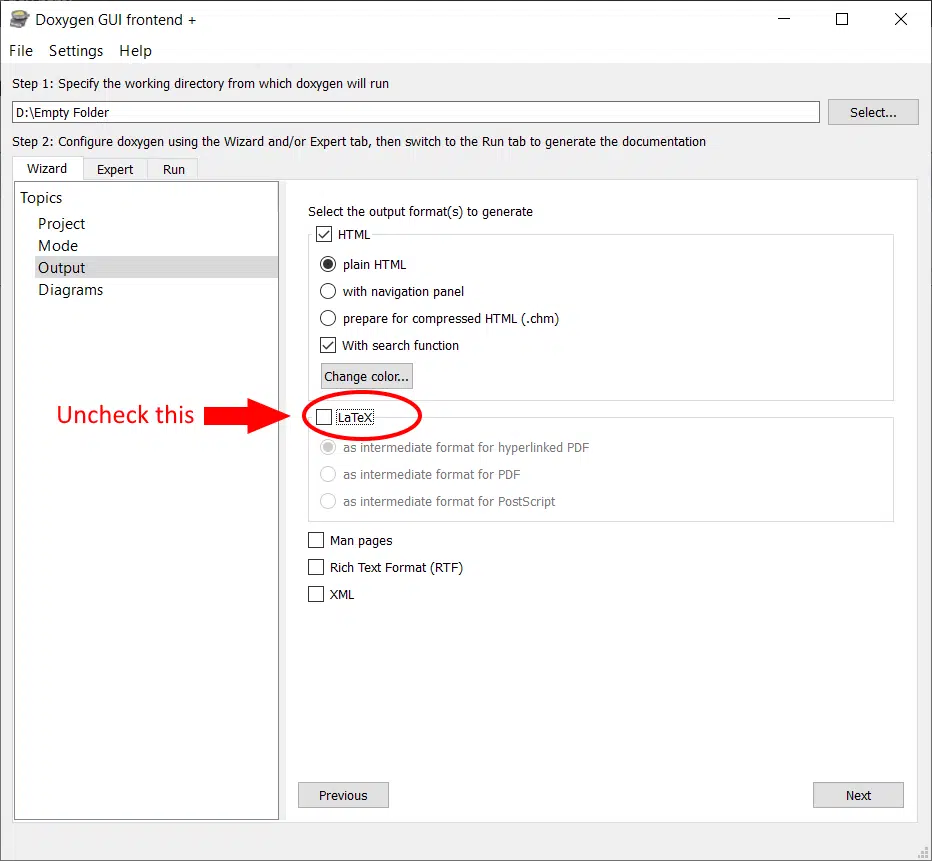 Doxygen GUI frontend +
File Settings Help
Step 1: Specify the working directory from which doxygen will run
D:\Empty Folder
Select...
Step 2: Configure doxygen using the Wizard and/or Expert tab, then switch to the Run tab to generate the documentation
Wizard Expert Run
Topics
Project
Mode
Output
Diagrams
Select the output format(s) to generate
HTML
plain HTML
with navigation panel
prepare for compressed HTML (.chm)
With search function
Change color...
Uncheck this
LaTeX
as intermediate format for hyperlinked PDF
as intermediate format for PDF
as intermediate format for PostScript
Man pages
Rich Text Format (RTF)
XML
Previous
Next